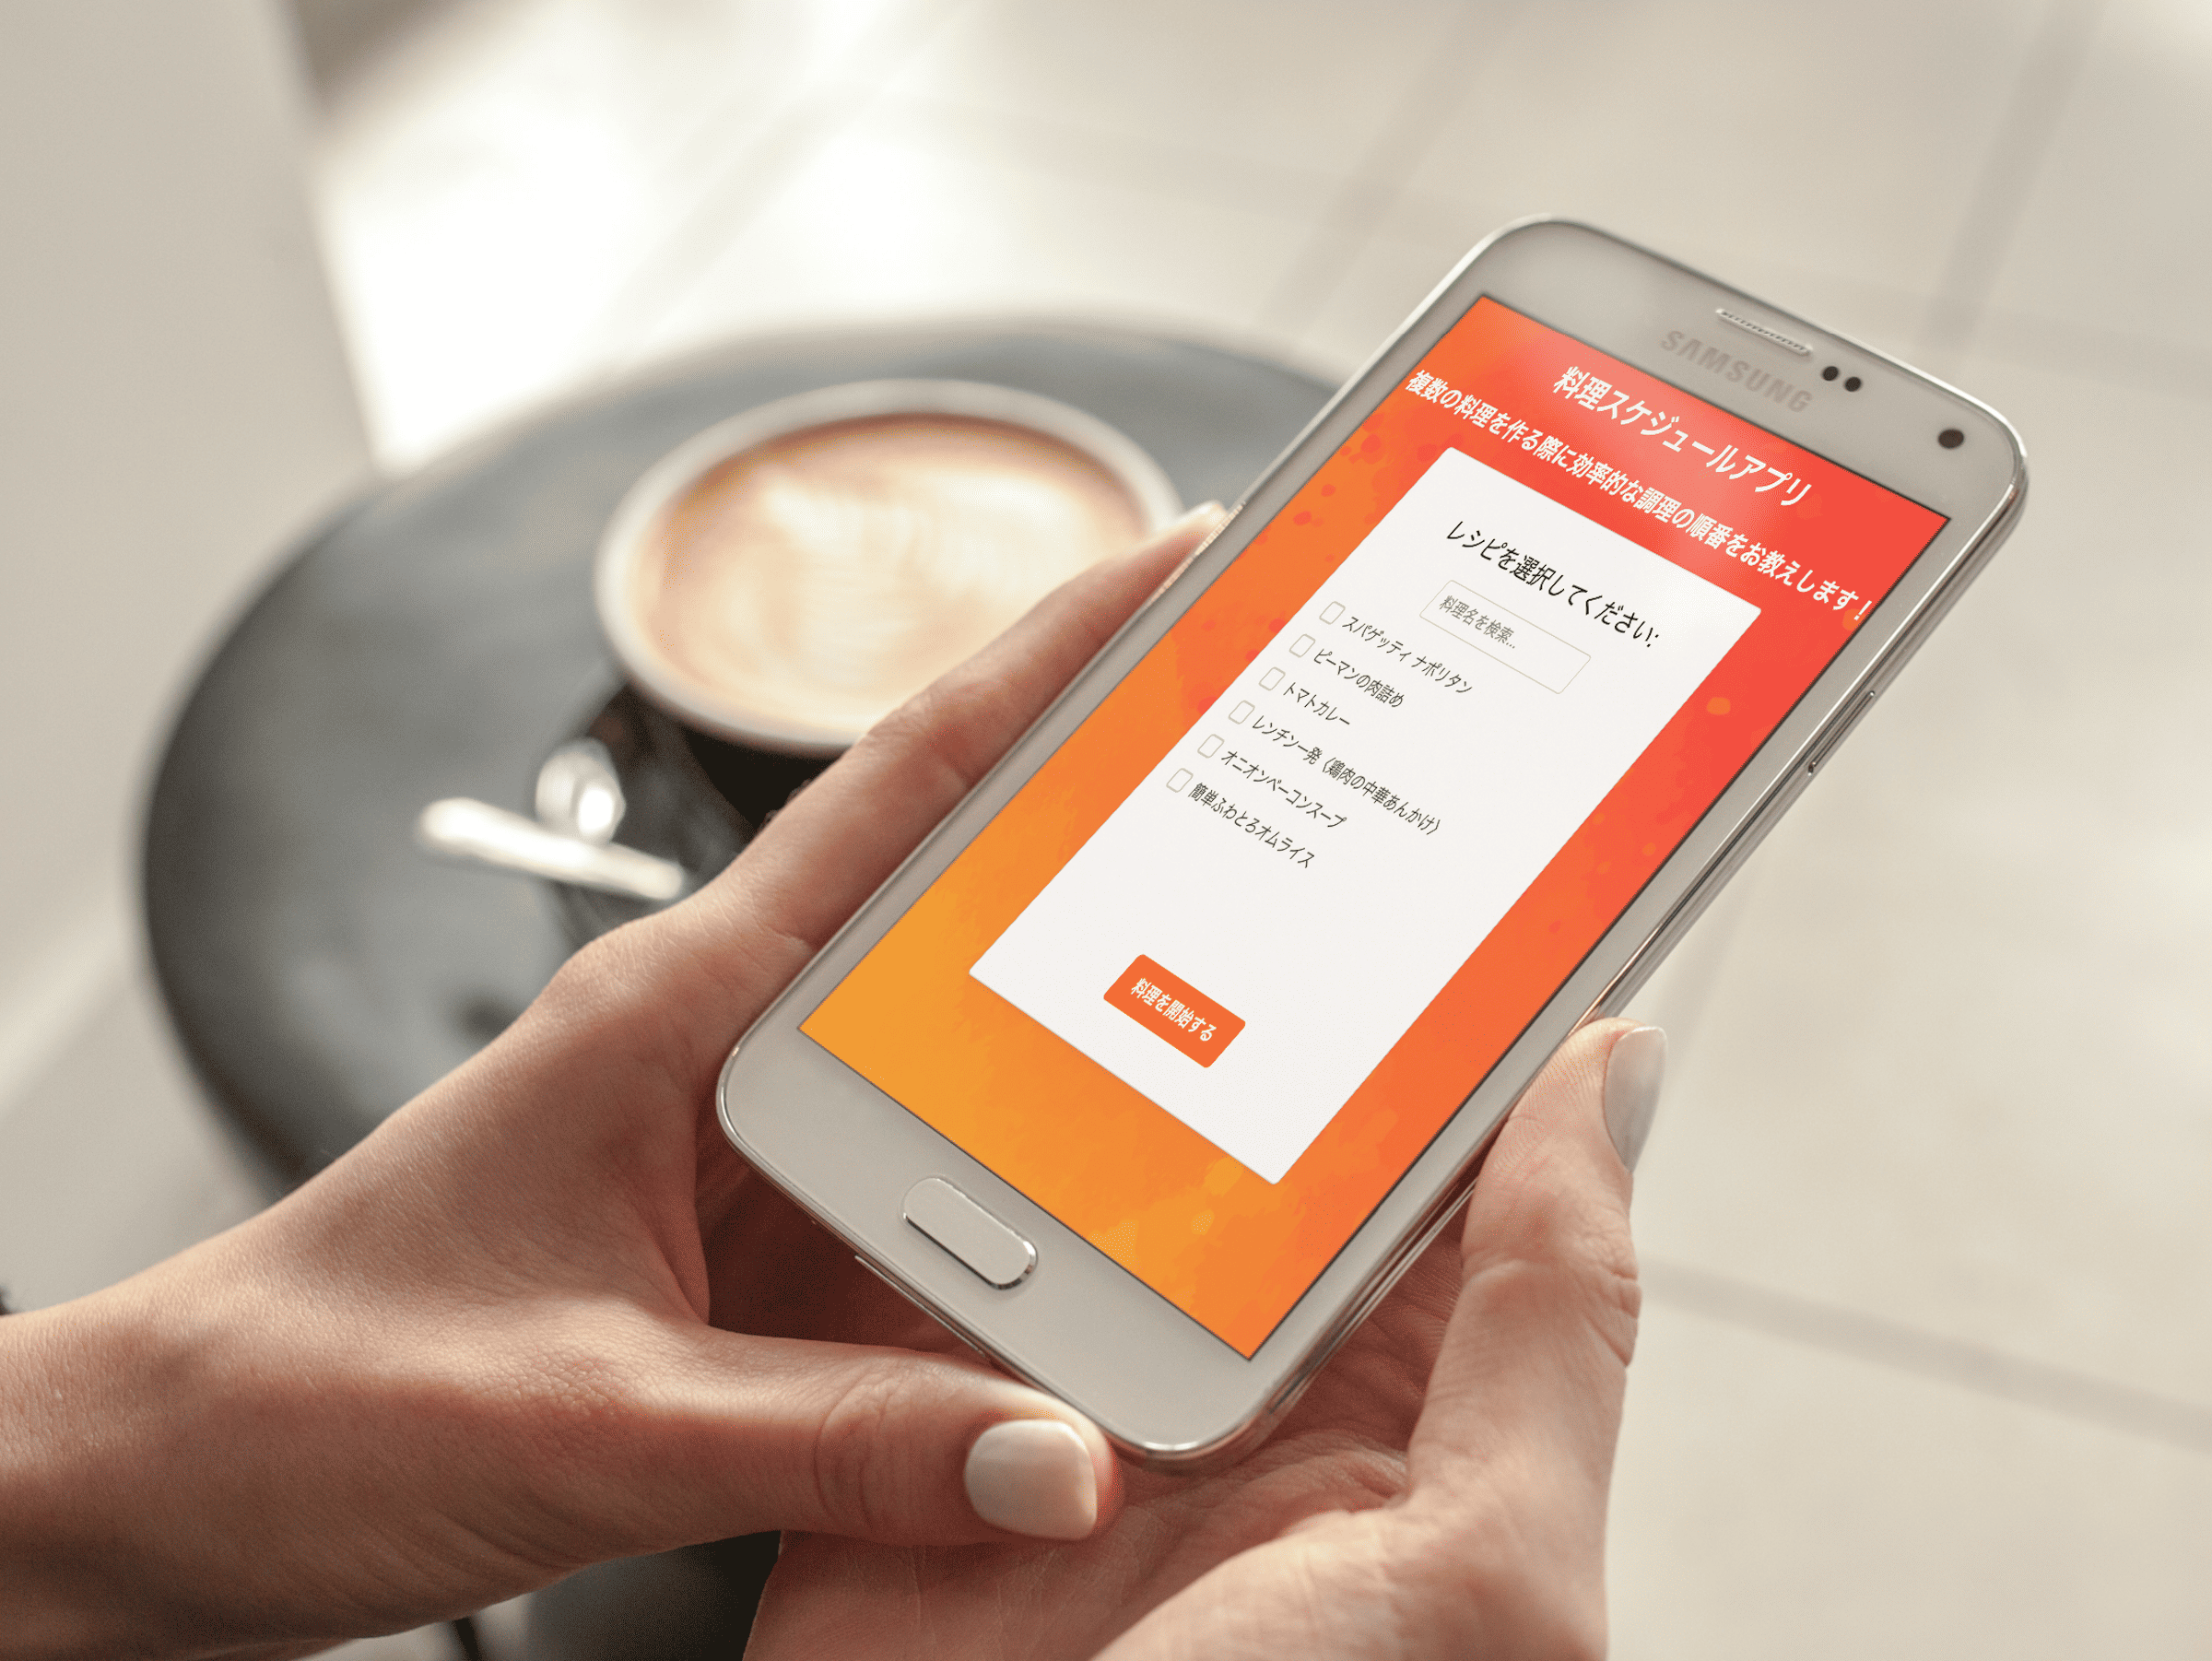 SAMSUNG
料理スケジュールアプリ
複数の料理を作る際に効率的な調理の順番をお教えします！
レシピを選択してください:
料理名を検索...
スパゲッティ ナポリタン
ピーマンの肉詰め
トマトカレー
レンチン一発（鶏肉の中華あんかけ）
オニオンベーコンスープ
簡単ふわとろオムライス
料理を開始する